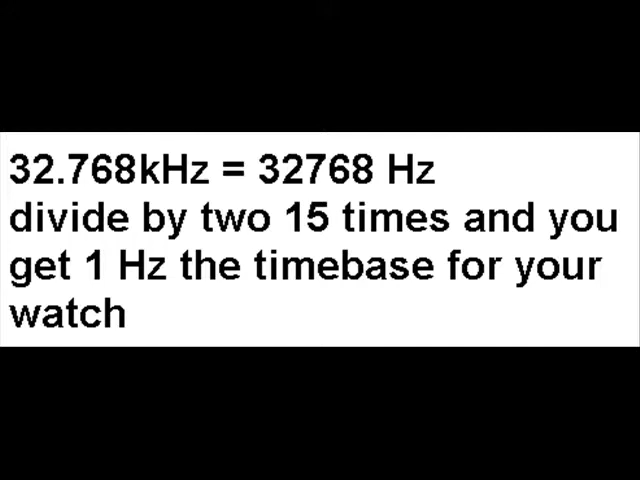 32.768kHz = 32768 Hz
divide by two 15 times and you
get 1 Hz the timebase for your
watch